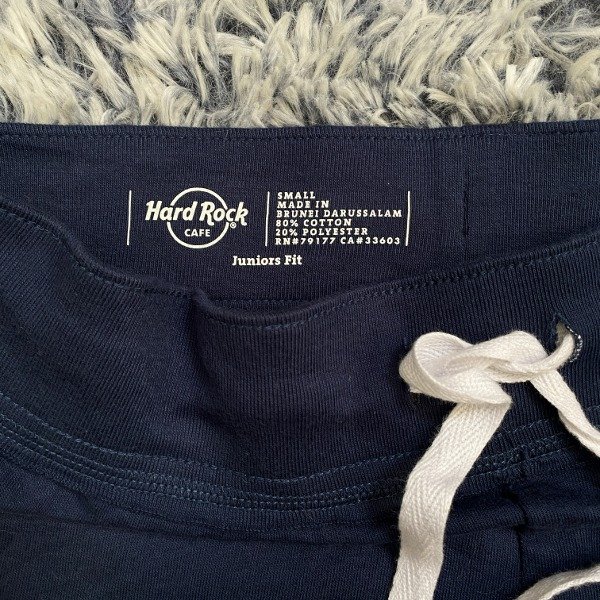 Hard Rock
CAFE
SMALL
MADE IN
BRUNEI DARUSSALAM
80% COTTON
20% POLYESTER
RN#79177 CA#33603
Juniors Fit